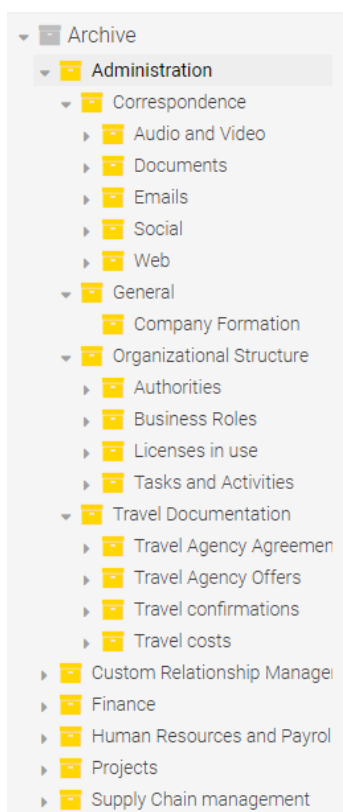 Archive
Administration
Correspondence
Audio and Video
Documents
Emails
Social
Web
General
Company Formation
Organizational Structure
Authorities
Business Roles
Licenses in use
Tasks and Activities
Travel Documentation
Travel Agency Agreemen
Travel Agency Offers
Travel confirmations
Travel costs
Custom Relationship Manage
Finance
Human Resources and Payrol
Projects
Supply Chain management